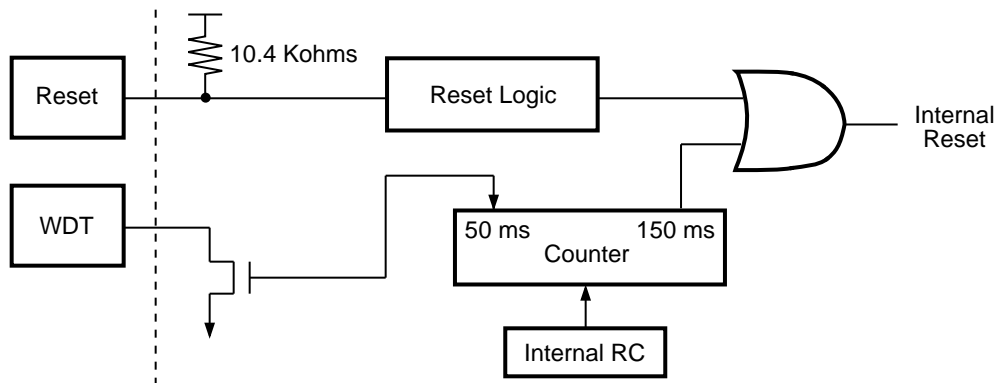 10.4 Kohms
Reset
Reset Logic
Internal
Reset
WDT
50 ms
150 ms
Counter
Internal RC